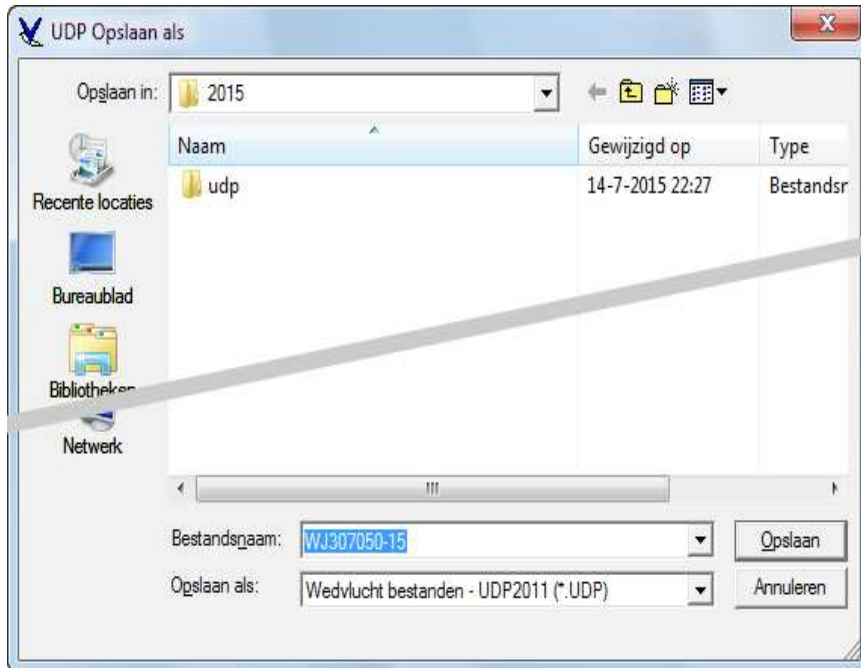 UDP Opslaan als
Opslaan in:
2015
Naam
Gewijzigd op
Type
udp
14-7-2015 22:27
Bestandsr
Recente locaties
Bureaublad
Bibliotheken
Netwerk
Bestandsnaam:
WJ307050-15
Opslaan
Opslaan als:
Wedvlucht bestanden - UDP2011 (*.UDP)
Annuleren